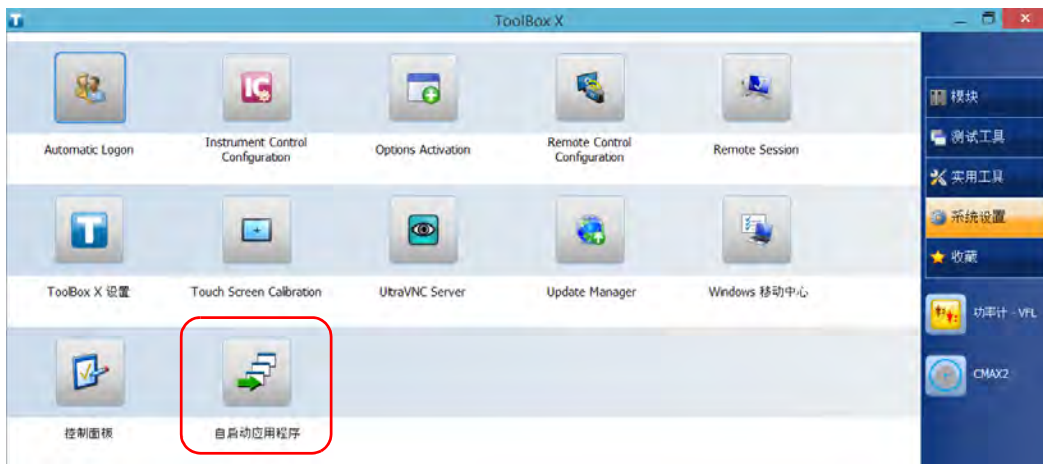 ToolBox X
Automatic Logon
Instrument Control
Configuration
Options Activation
Remote Control
Configuration
Remote Session
ToolBox X 设置
Touch Screen Calibration
UltraVNC Server
Update Manager
Windows 移动中心
控制面板
自启动应用程序
模块
测试工具
实用工具
系统设置
收藏
功率计 - VFL
CMAX2